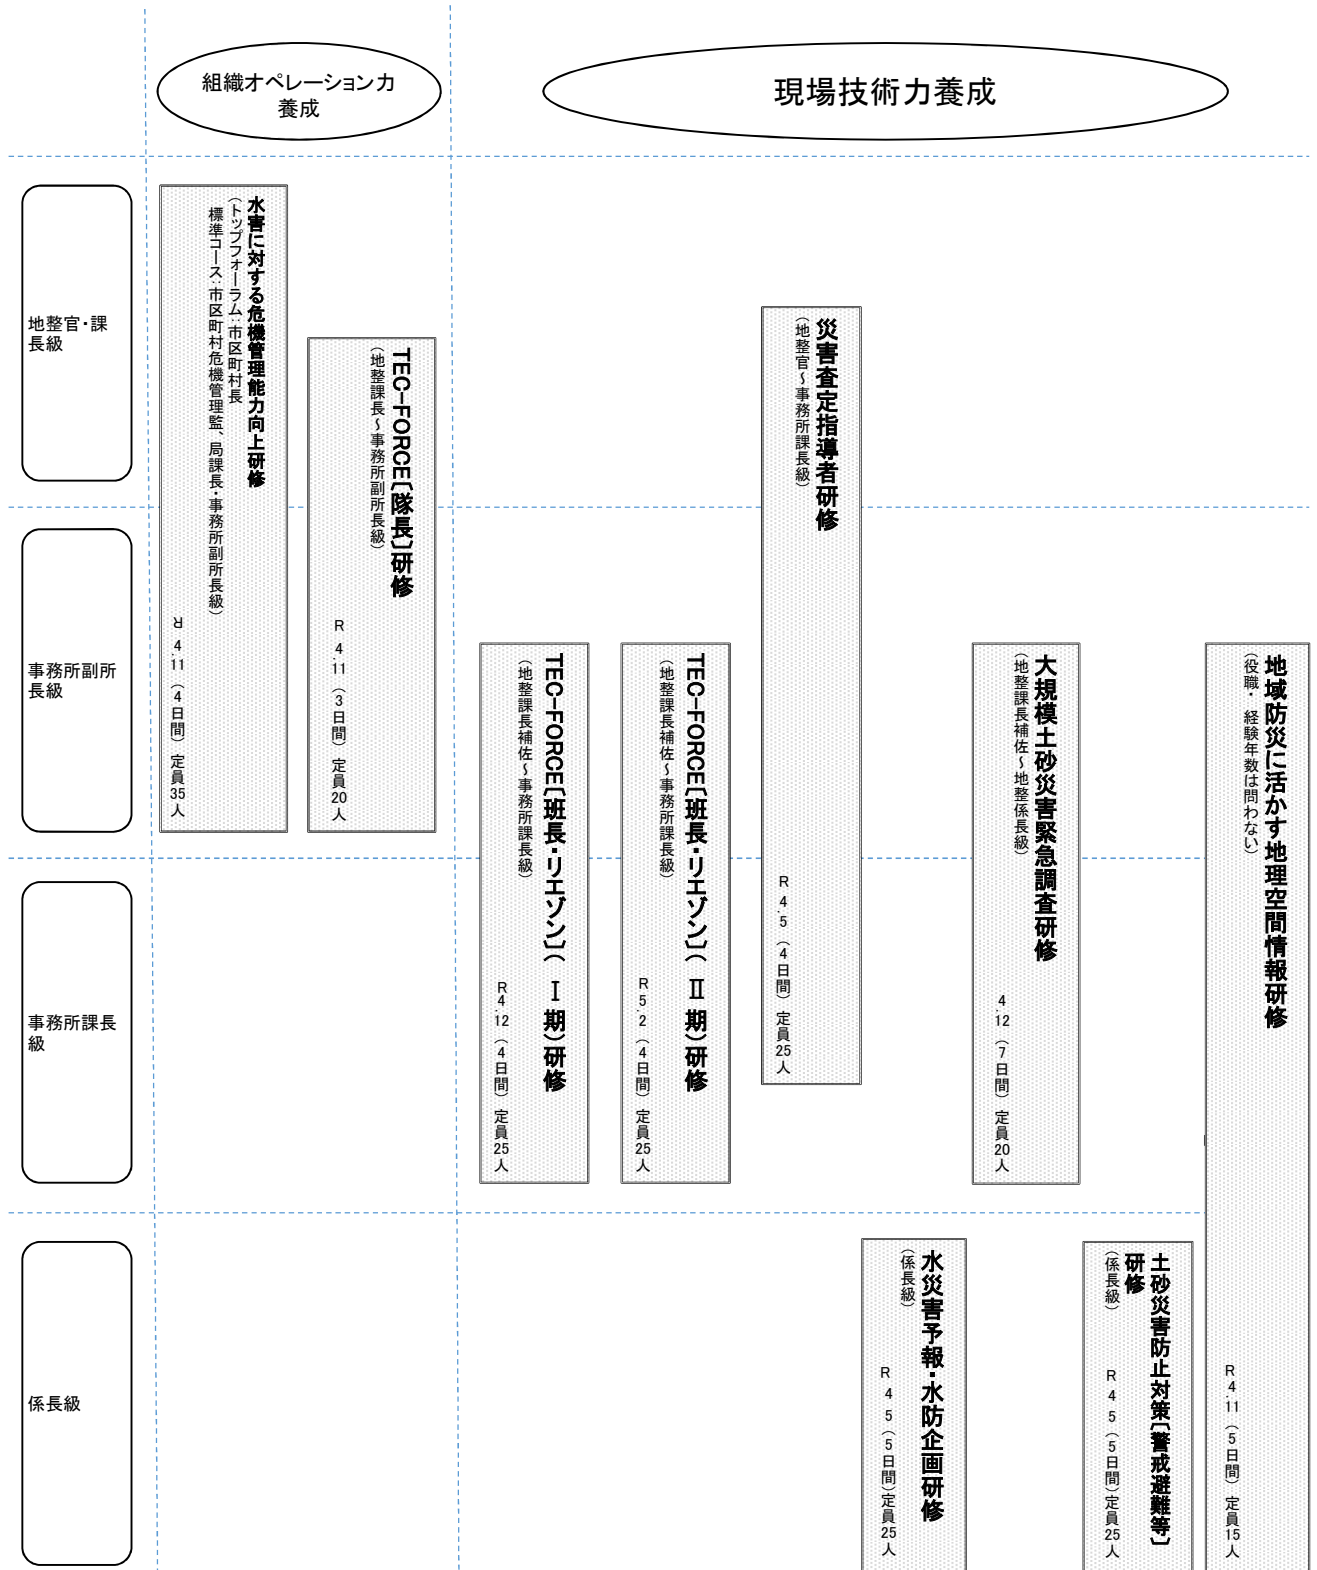 組織オペレーション力
養成
現場技術力養成
地整官・課
長級
事務所副所
長級
事務所課長
級
係長級
水害に対する危機管理能力向上研修
（トップフォーラム：市区町村長
標準コース：市区町村危機管理監、局課長・事務所副所長級）
R 4.11 （4日間） 定員35人
TEC-FORCE〔隊長〕研修
（地整課長～事務所副所長級）
R 4.11 （3日間） 定員20人
TEC-FORCE〔班長・リエゾン〕（ Ⅰ 期）研修
（地整課長補佐～事務所課長級）
R 4.12 （4日間） 定員25人
TEC-FORCE〔班長・リエゾン〕（ Ⅱ 期）研修
（地整課長補佐～事務所課長級）
R 5.2 （4日間） 定員25人
災害査定指導者研修
（地整官～事務所課長級）
R 4.5 （4日間） 定員25人
水災害予報・水防企画研修
（係長級）
R 4 5 （5日間）定員25人
大規模土砂災害緊急調査研修
（地整課長補佐～地整係長級）
4.12 （7日間） 定員20人
土砂災害防止対策〔警戒避難等〕
研修
（係長級）
R 4 5 （5日間）定員25人
地域防災に活かす地理空間情報研修
（役職・ 経験年数は問わない）
R 4.11 （5日間） 定員15人